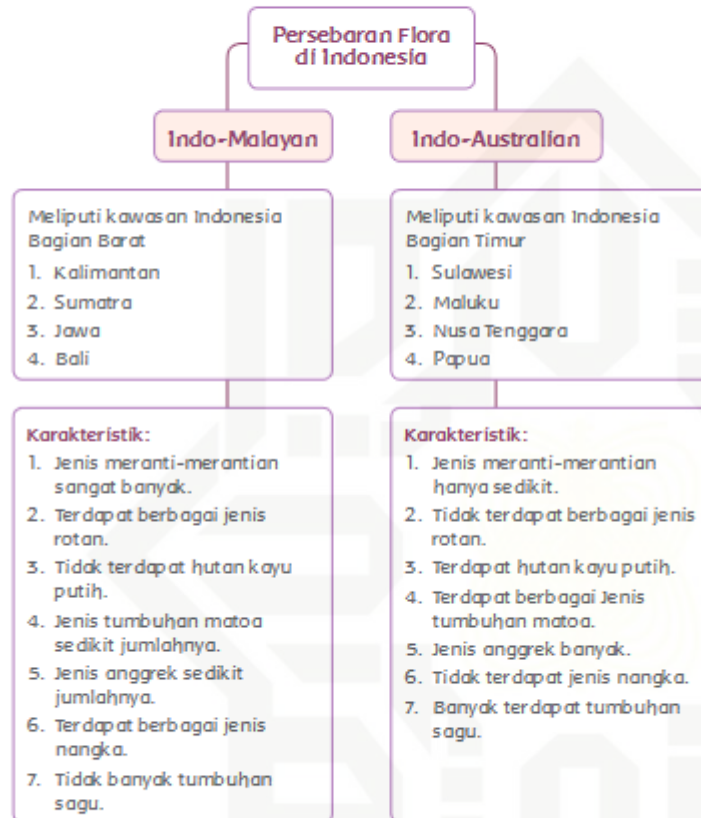 Persebaran Flora
di Indonesia
Indo-Malayan
Meliputi kawasan Indonesia
Bagian Barat
1. Kalimantan
2. Sumatra
3. Jawa
4. Bali
Karakteristik:
1. Jenis meranti-merantian
sangat banyak.
2. Terdapat berbagai jenis
rotan.
3. Tidak terdapat hutan kayu
putih.
4. Jenis tumbuhan matoa
sedikit jumlahnya.
5. Jenis anggrek sedikit
jumlahnya.
6. Terdapat berbagai jenis
nangka.
7. Tidak banyak tumbuhan
sagu.
Indo-Australian
Meliputi kawasan Indonesia
Bagian Timur
1. Sulawesi
2. Maluku
3. Nusa Tenggara
4. Papua
Karakteristik:
1. Jenis meranti-merantian
hanya sedikit.
2. Tidak terdapat berbagai jenis
rotan.
3. Terdapat hutan kayu putih.
4. Terdapat berbagai Jenis
tumbuhan matoa.
5. Jenis anggrek banyak.
6. Tidak terdapat jenis nangka.
7. Banyak terdapat tumbuhan
sagu.